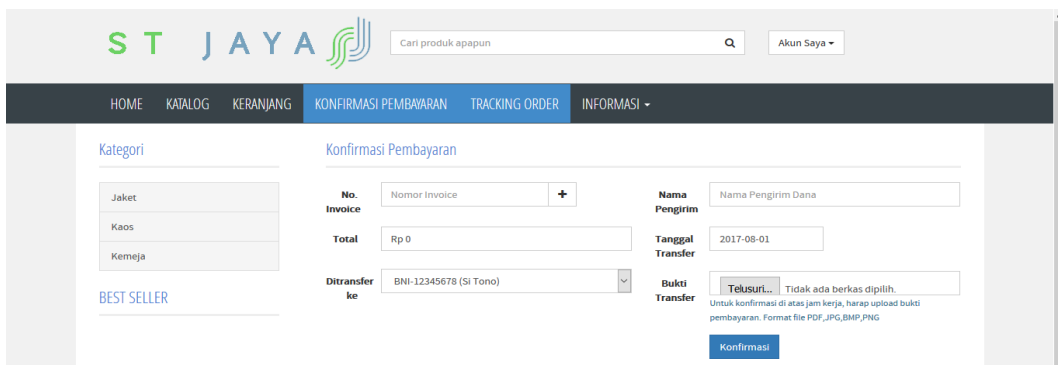 ST JAYA
Cari produk apapun
Akun Saya
HOME KATALOG KERANJANG KONFIRMASI PEMBAYARAN TRACKING ORDER INFORMASI
Kategori
Jaket
Kaos
Kemeja
BEST SELLER
Konfirmasi Pembayaran
No.
Invoice
Nomor Invoice
Nama
Pengirim
Nama Pengirim Dana
Total
Rp 0
Tanggal
Transfer
2017-08-01
Ditransfer
ke
BNI-12345678 (Si Tono)
Bukti
Transfer
Telusuri... Tidak ada berkas dipilih.
Untuk konfirmasi di atas jam kerja, harap upload bukti
pembayaran. Format file PDF,JPG,BMP,PNG
Konfirmasi